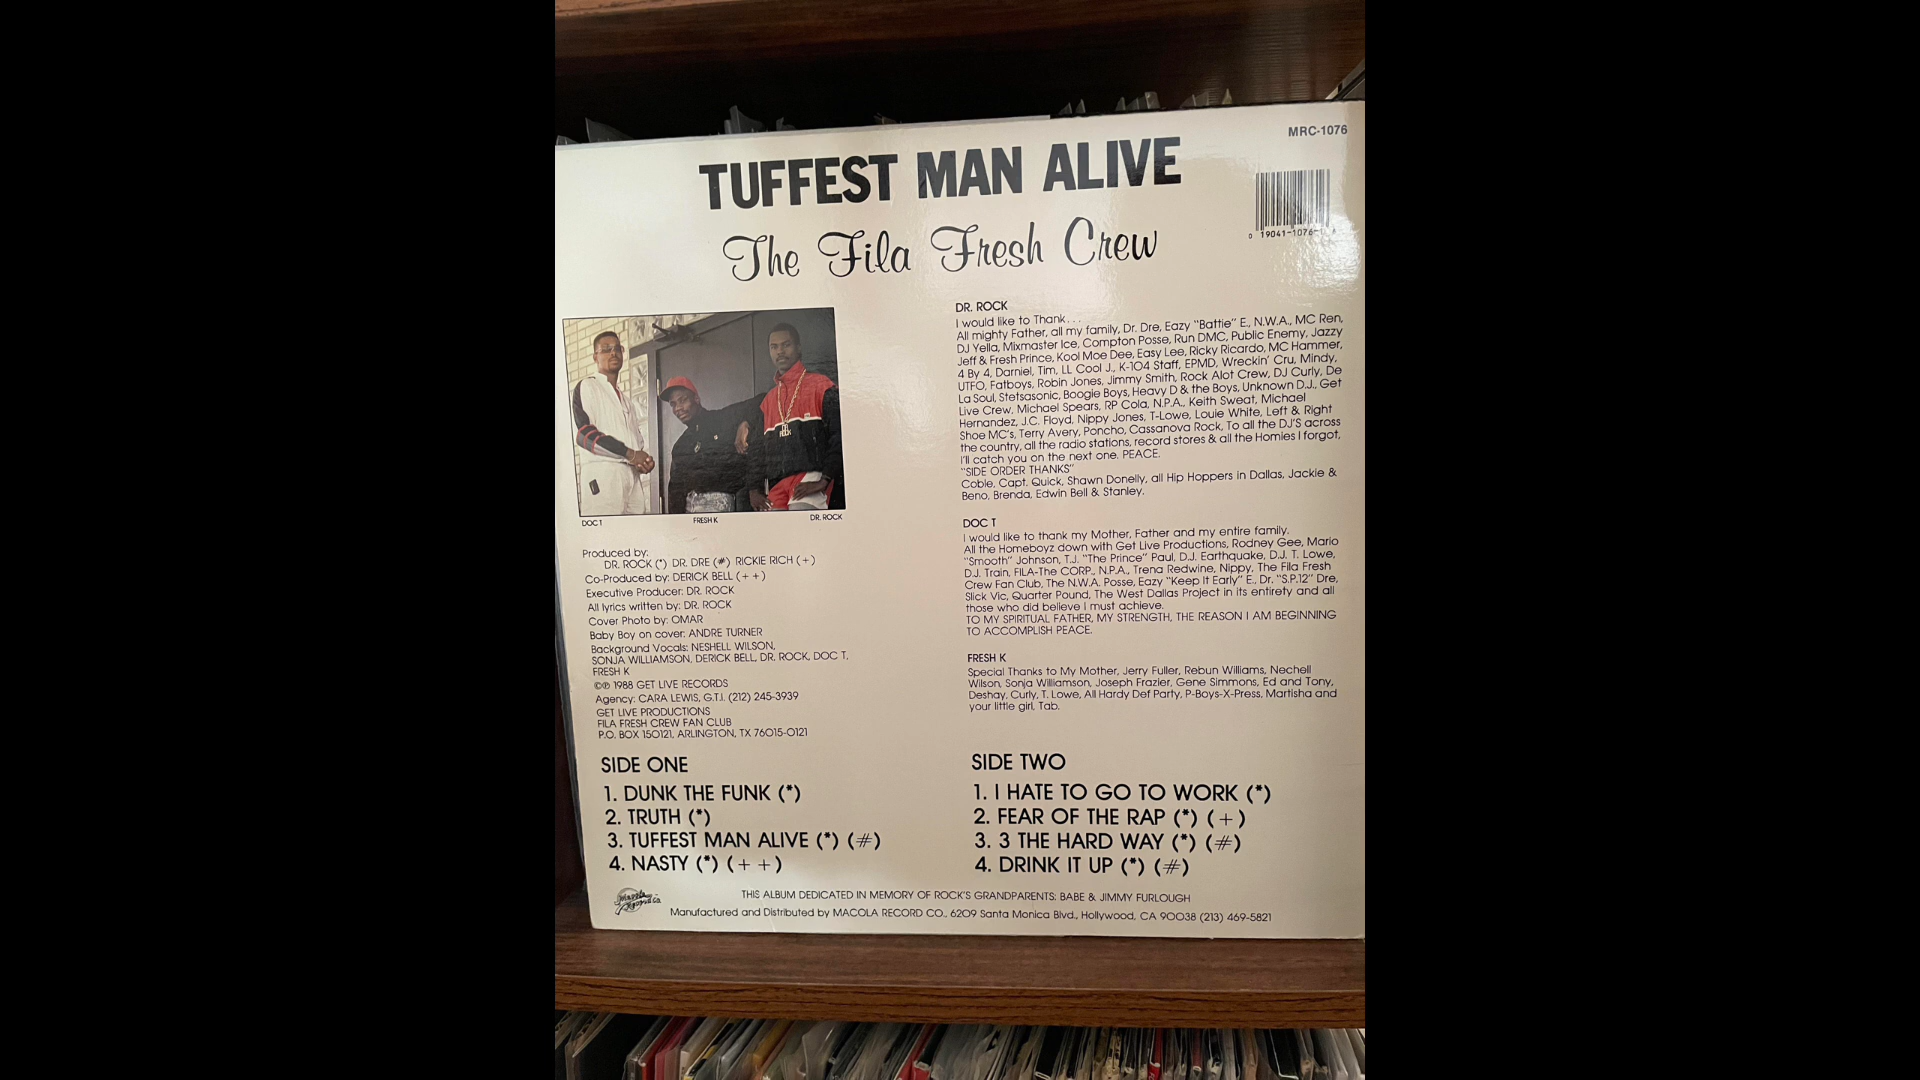 MRC-1076
TUFFEST MAN ALIVE
The Fila Fresh Crew
0 19041-1076-
DR. ROCK
DOC T
FRESH K
DR. ROCK
Produced by:
DR. ROCK (*) DR. DRE (#) RICKIE RICH (+)
Co-Produced by: DERICK BELL (++)
Executive Producer: DR. ROCK
All lyrics written by: DR. ROCK
Cover Photo by: OMAR
Baby Boy on cover: ANDRE TURNER
Background Vocals: NESHELL WILSON,
SONJA WILLIAMSON, DERICK BELL, DR. ROCK, DOC T,
FRESH K
©℗ 1988 GET LIVE RECORDS
Agency: CARA LEWIS, G.T.I. (212) 245-3939
GET LIVE PRODUCTIONS
FILA FRESH CREW FAN CLUB
P.O. BOX 150121, ARLINGTON, TX 76015-0121
DR. ROCK
I would like to Thank . . .
All mighty Father, all my family, Dr. Dre, Eazy "Battie" E., N.W.A., MC Ren,
DJ Yella, Mixmaster Ice, Compton Posse, Run DMC, Public Enemy, Jazzy
Jeff & Fresh Prince, Kool Moe Dee, Easy Lee, Ricky Ricardo, MC Hammer,
4 By 4, Darniel, Tim, LL Cool J., K-104 Staff, EPMD, Wreckin' Cru, Mindy,
UTFO, Fatboys, Robin Jones, Jimmy Smith, Rock Alot Crew, DJ Curly, De
La Soul, Stetsasonic, Boogie Boys, Heavy D & the Boys, Unknown D.J., Get
Live Crew, Michael Spears, RP Cola, N.P.A., Keith Sweat, Michael
Hernandez, J.C. Floyd, Nippy Jones, T-Lowe, Louie White, Left & Right
Shoe MC's, Terry Avery, Poncho, Cassanova Rock, To all the DJ'S across
the country, all the radio stations, record stores & all the Homies I forgot,
I'll catch you on the next one. PEACE.
"SIDE ORDER THANKS"
Coble, Capt. Quick, Shawn Donelly, all Hip Hoppers in Dallas, Jackie &
Beno, Brenda, Edwin Bell & Stanley.
DOC T
I would like to thank my Mother, Father and my entire family.
All the Homeboyz down with Get Live Productions, Rodney Gee, Mario
"Smooth" Johnson, T.J. "The Prince" Paul, D.J. Earthquake, D.J. T. Lowe,
D.J. Train, FILA-The CORP., N.P.A., Trena Redwine, Nippy, The Fila Fresh
Crew Fan Club, The N.W.A. Posse, Eazy "Keep It Early" E., Dr. "S.P.12" Dre,
Slick Vic, Quarter Pound, The West Dallas Project in its entirety and all
those who did believe I must achieve.
TO MY SPIRITUAL FATHER, MY STRENGTH, THE REASON I AM BEGINNING
TO ACCOMPLISH PEACE.
FRESH K
Special Thanks to My Mother, Jerry Fuller, Rebun Williams, Nechell
Wilson, Sonja Williamson, Joseph Frazier, Gene Simmons, Ed and Tony,
Deshay, Curly, T. Lowe, All Hardy Def Party, P-Boys-X-Press, Martisha and
your little girl, Tab.
SIDE ONE
1. DUNK THE FUNK (*)
2. TRUTH (*)
3. TUFFEST MAN ALIVE (*) (#)
4. NASTY (*) (++)
SIDE TWO
1. I HATE TO GO TO WORK (*)
2. FEAR OF THE RAP (*) (+)
3. 3 THE HARD WAY (*) (#)
4. DRINK IT UP (*) (#)
Macola Record Co.
THIS ALBUM DEDICATED IN MEMORY OF ROCK'S GRANDPARENTS: BABE & JIMMY FURLOUGH
Manufactured and Distributed by MACOLA RECORD CO., 6209 Santa Monica Blvd., Hollywood, CA 90038 (213) 469-5821